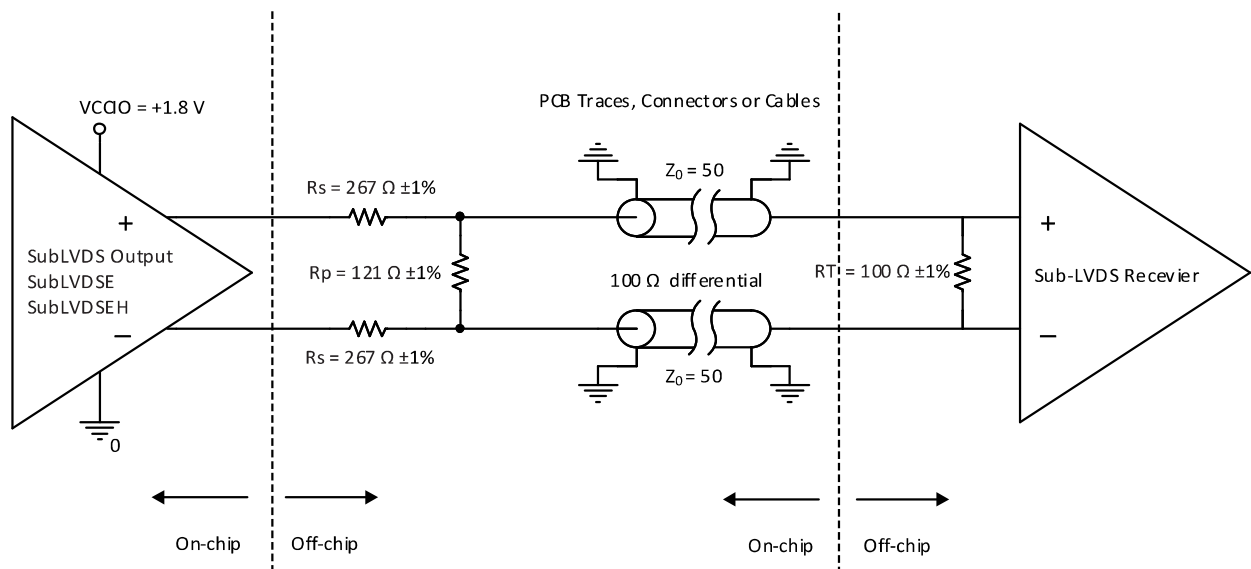 VCCIO = +1.8 V
PCB Traces, Connectors or Cables
Z0 = 50
Rs = 267 Ω ±1%
+
+
SubLVDS Output
SubLVDSE
SubLVDSEH
Rp = 121 Ω ±1%
100 Ω differential
RT = 100 Ω ±1%
Sub-LVDS Recevier
−
−
Rs = 267 Ω ±1%
Z0 = 50
0
On-chip
Off-chip
On-chip
Off-chip